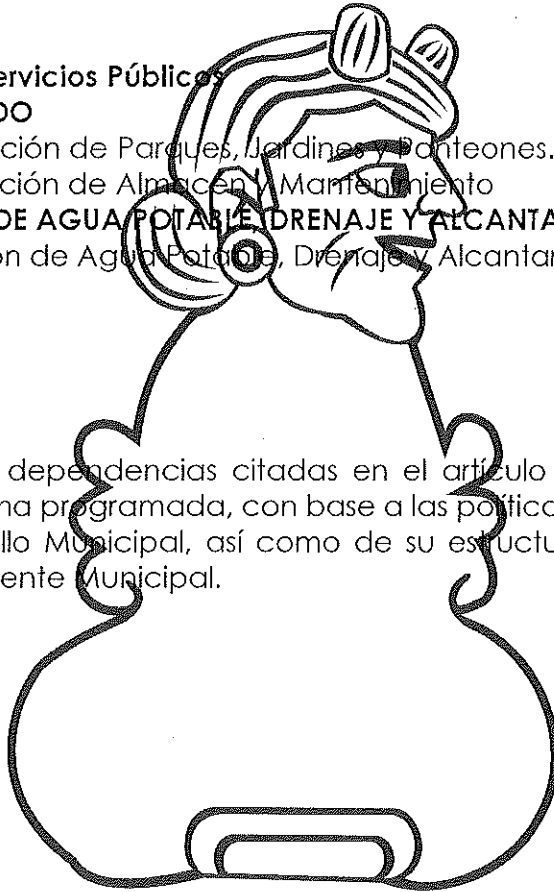 ervicios Públicos
DO
ción de Parques, Jardines y Panteones.
ción de Almacén y Mantenimiento
DE AGUA POTABLE, DRENAJE Y ALCANTA
ón de Agua Potable, Drenaje y Alcantar
dependencias citadas en el artículo
na programada, con base a las política
llo Municipal, así como de su estructu
ente Municipal.